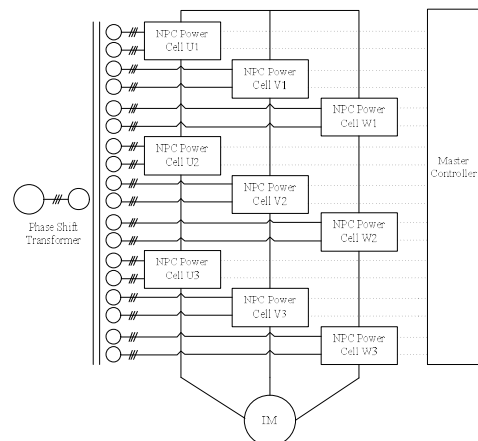 NPC Power
Cell U1
NPC Power
Cell V1
NPC Power
Cell W1
NPC Power
Cell U2
Master
Controller
NPC Power
Cell V2
Phase Shift
Transformer
NPC Power
Cell W2
NPC Power
Cell U3
NPC Power
Cell V3
NPC Power
Cell W3
IM